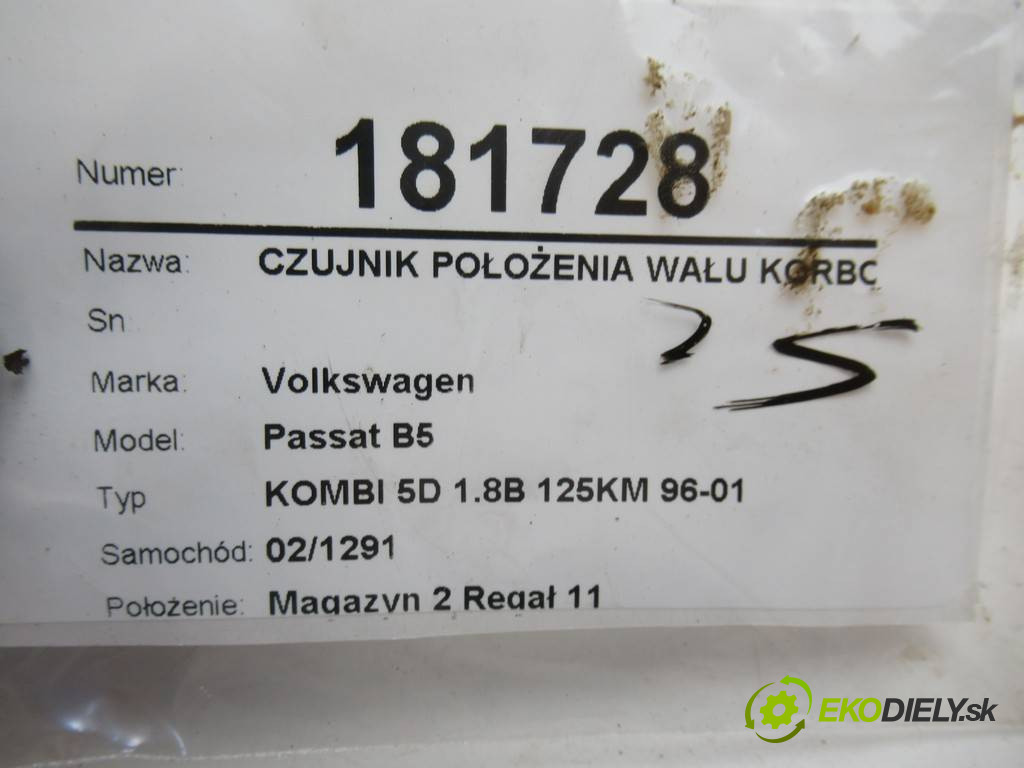 Numer: 181728
Nazwa: CZUJNIK POŁOŻENIA WAŁU KORBO
Sn
Marka: Volkswagen
Model: Passat B5
Typ KOMBI 5D 1.8B 125KM 96-01
Samochód: 02/1291
Położenie: Magazyn 2 Regał 11
EKODIELY.sk